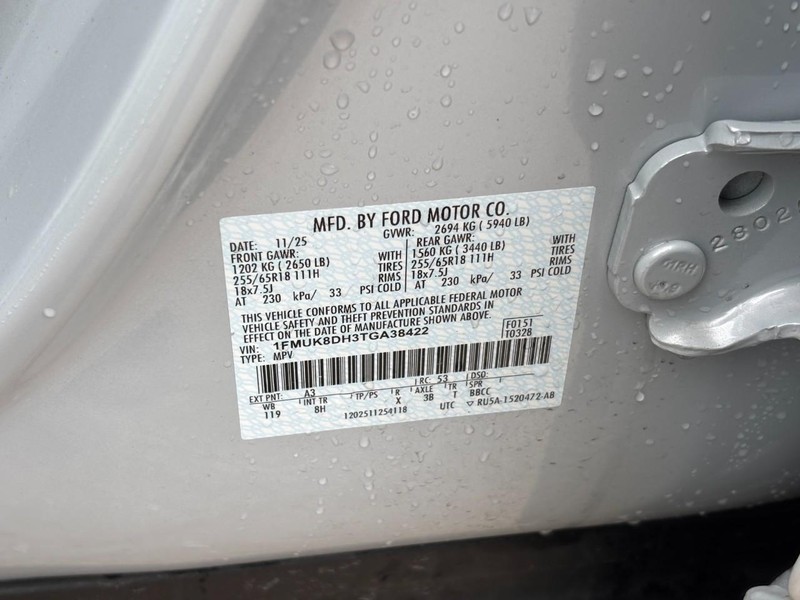 MFD. BY FORD MOTOR CO.
DATE: 11/25 GVWR: 2694 KG ( 5940 LB)
FRONT GAWR: REAR GAWR:
1202 KG ( 2650 LB) WITH 1560 KG ( 3440 LB) WITH
255/65R18 111H TIRES 255/65R18 111H TIRES
18x7.5J RIMS 18x7.5J RIMS
AT 230 kPa/ 33 PSI COLD AT 230 kPa/ 33 PSI COLD
THIS VEHICLE CONFORMS TO ALL APPLICABLE FEDERAL MOTOR
VEHICLE SAFETY AND THEFT PREVENTION STANDARDS IN
EFFECT ON THE DATE OF MANUFACTURE SHOWN ABOVE.
VIN: 1FMUK8DH3TGA38422 F0151
TYPE: MPV T0328
EXT PNT: A3 RC: 53 DSO:
WB INT TR TP/PS R AXLE TR SPR
119 8H X 3B T BBCC
1202511254118 UTC ▽ RU5A-1520472-AB